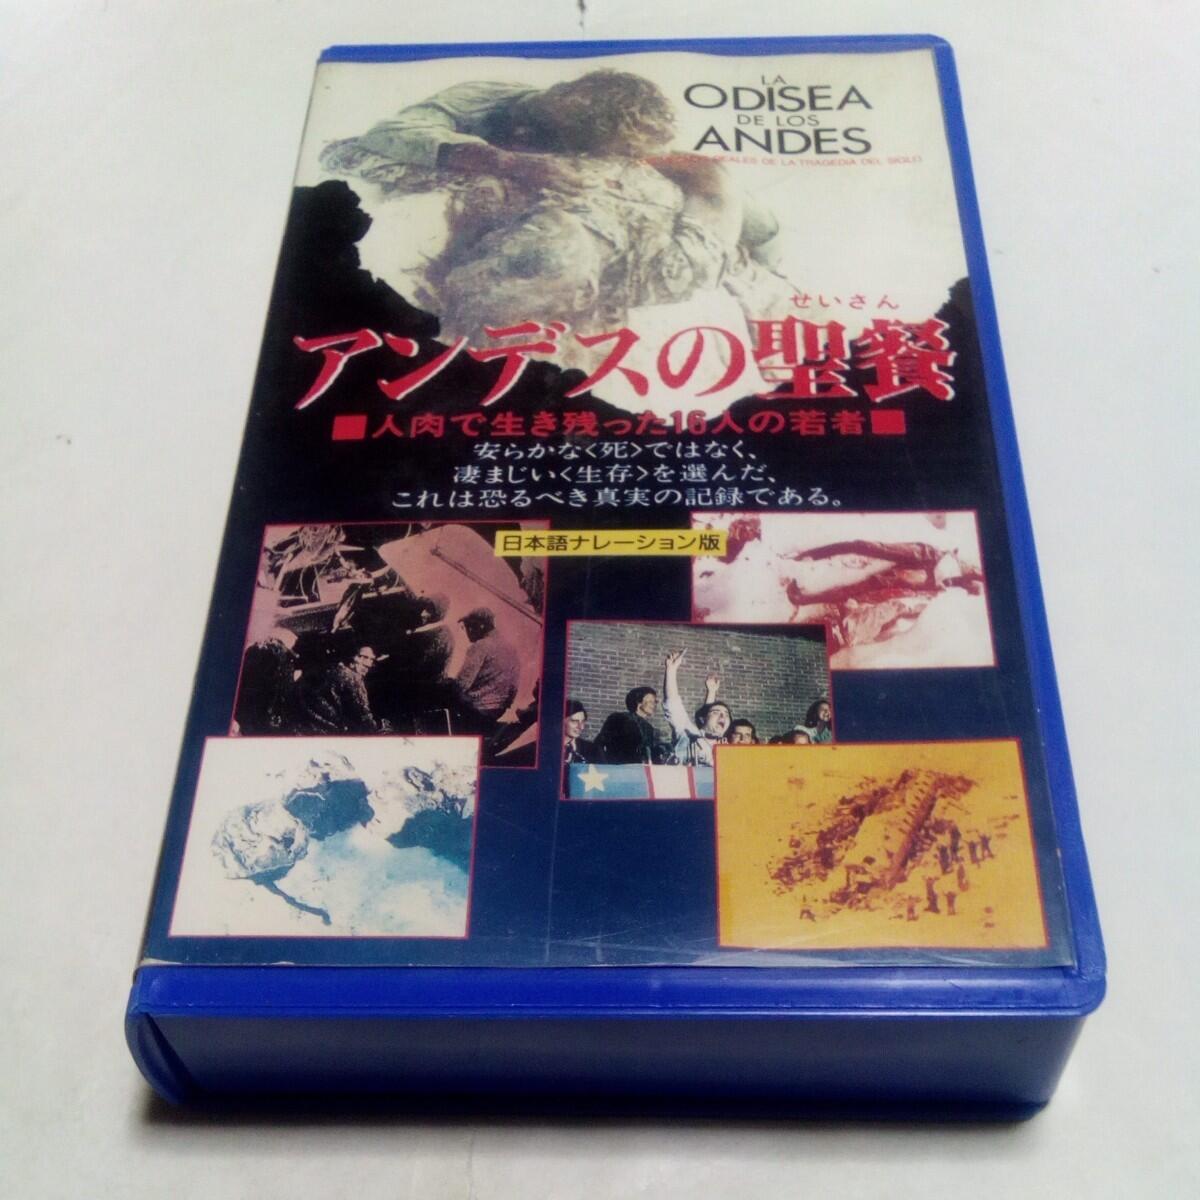 LA
ODISEA
DE LOS
ANDES
REALES DE LA TRAGEDIA DEL SIGLO
せいさん
アンデスの聖餐
■人肉で生き残った16人の若者■
安らかな<死>ではなく、
凄まじい<生存>を選んだ、
これは恐るべき真実の記録である。
日本語ナレーション版